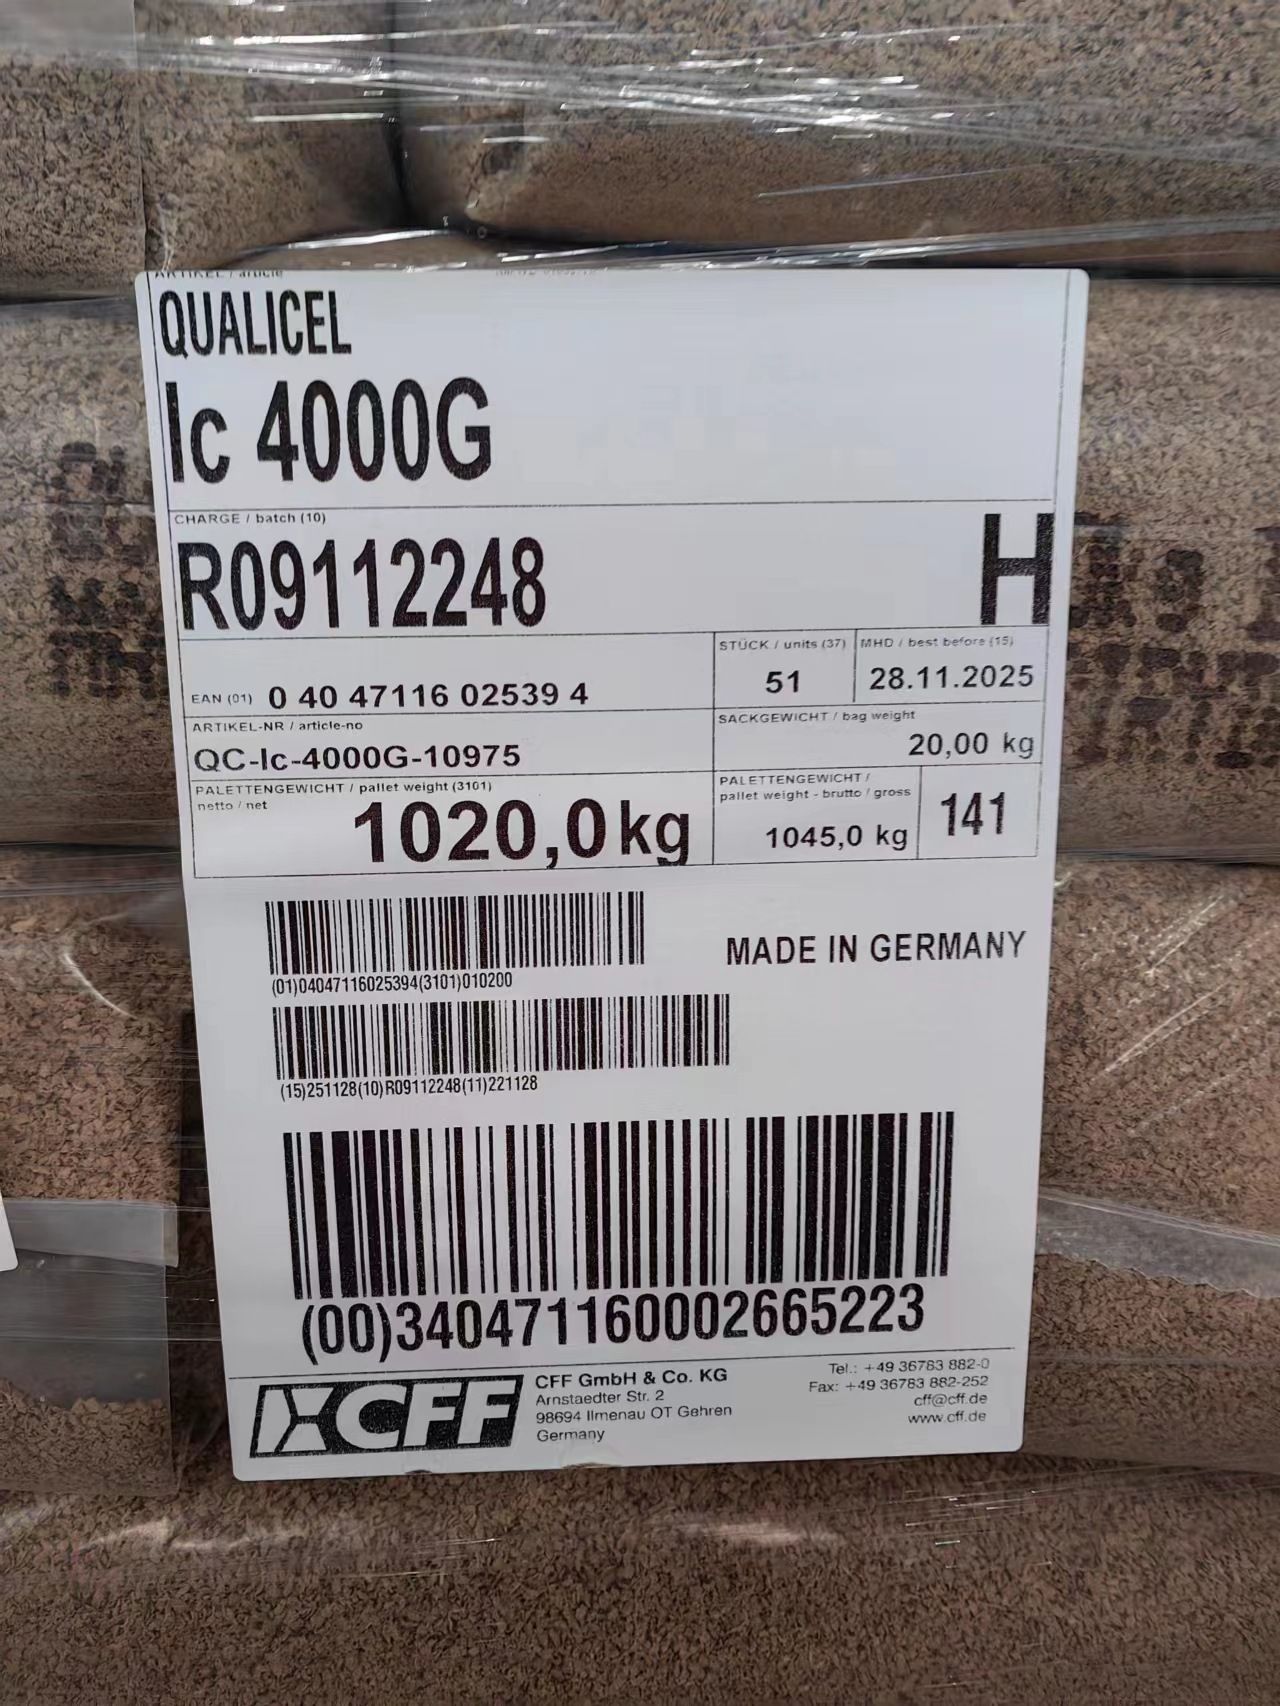 ARTIKEL / article
QUALICEL
Ic 4000G
CHARGE / batch (10)
R09112248
H
EAN (01) 0 40 47116 02539 4
STÜCK / units (37)
51
MHD / best before (15)
28.11.2025
ARTIKEL-NR / article-no
QC-Ic-4000G-10975
SACKGEWICHT / bag weight
20,00 kg
PALETTENGEWICHT / pallet weight (3101)
netto / net
1020,0kg
PALETTENGEWICHT /
pallet weight - brutto / gross
1045,0 kg
141
(01)04047116025394(3101)010200
MADE IN GERMANY
(15)251128(10)R09112248(11)221128
(00)340471160002665223
CFF
CFF GmbH & Co. KG
Arnstaedter Str. 2
98694 Ilmenau OT Gehren
Germany
Tel.: +49 36783 882-0
Fax: +49 36783 882-252
cff@cff.de
www.cff.de